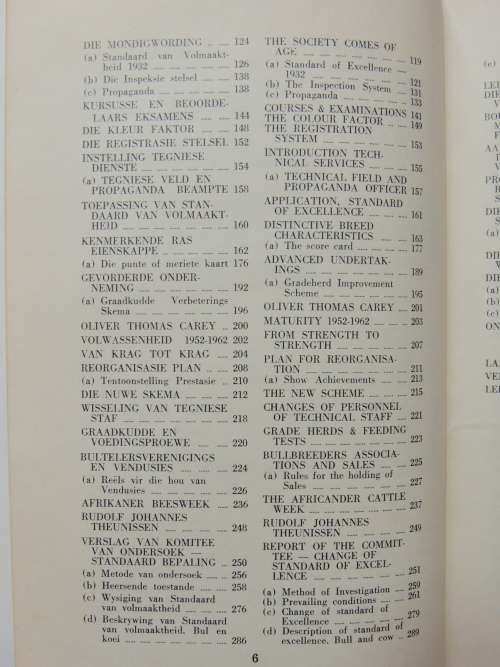 DIE MONDIGWORDING .. .... 124
(a) Standaard van Volmaakt-
heid 1932 .... .... .... .... 126
(b) Die Inspeksie stelsel .... 138
(c) Propaganda .... .... .... 138
KURSUSSE EN BEOORDE-
LAARS EKSAMENS .... .... 144
DIE KLEUR FAKTOR .... .... 148
DIE REGISTRASIE STELSEL 152
INSTELLING TEGNIESE
DIENSTE .... .... .... .... .... 154
(a) TEGNIESE VELD EN
PROPAGANDA BEAMPTE 158
TOEPASSING VAN STAN-
DAARD VAN VOLMAAKT-
HEID .... .... .... .... .... .... 160
KENMERKENDE RAS
EIENSKAPPE .... .... .... .... 162
(a) Die punte of meriete kaart 176
GEVORDERDE ONDER-
NEMING .... .... .... .... .... 192
(a) Graadkudde Verbeterings
Skema .... .... .... .... .... 196
OLIVER THOMAS CAREY .. 200
VOLWASSENHEID 1952-1962 202
VAN KRAG TOT KRAG .... .... 204
REORGANISASIE PLAN .. .... 208
(a) Tentoonstelling Prestasie .. 210
DIE NUWE SKEMA .... .... .... 212
WISSELING VAN TEGNIESE
STAF .... .... .... .... .... .... 218
GRAADKUDDE EN
VOEDINGSPROEWE .... .... 220
BULTELERSVERENIGINGS
EN VENDUSIES .... .... .... 224
(a) Reëls vir die hou van
Vendusies .... .... .... .... 226
AFRIKANER BEESWEEK .... 236
RUDOLF JOHANNES
THEUNISSEN .... .... .... .... 248
VERSLAG VAN KOMITEE
VAN ONDERSOEK —
STANDAARD BEPALING .. 250
(a) Metode van ondersoek .... 256
(b) Heersende toestande .... 258
(c) Wysiging van Standaard
van volmaaktheid .... .... 276
(d) Beskrywing van Standaard
van volmaaktheid. Bul en
koei .... .... .... .... .... .... 286
THE SOCIETY COMES OF
AGE .... .... .... .... .... .... .... 119
(a) Standard of Excellence —
1932 .... .... .... .... .... .... 121
(b) The Inspection System .... 131
(c) Propaganda .... .... .... .... 133
COURSES & EXAMINATIONS 141
THE COLOUR FACTOR .. .... 149
THE REGISTRATION
SYSTEM .... .... .... .... .... .... 153
INTRODUCTION TECH-
NICAL SERVICES .... .... .... 155
(a) TECHNICAL FIELD AND
PROPAGANDA OFFICER 157
APPLICATION, STANDARD
OF EXCELLENCE .... .... .... 161
DISTINCTIVE BREED
CHARACTERISTICS .... .... 163
(a) The score card .... .... .... 177
ADVANCED UNDERTAK-
INGS .... .... .... .... .... .... 189
(a) Gradeherd Improvement
Scheme .... .... .... .... .... 195
OLIVER THOMAS CAREY .... 201
MATURITY 1952-1962 .... .... 203
FROM STRENGTH TO
STRENGTH .... .... .... .... .... 207
PLAN FOR REORGANISA-
TION .... .... .... .... .... .... 211
(a) Show Achievements .... .. 213
THE NEW SCHEME .... .... .... 215
CHANGES OF PERSONNEL
OF TECHNICAL STAFF .... 221
GRADE HERDS & FEEDING
TESTS .... .... .... .... .... .... 223
BULLBREEDERS ASSOCIA-
TIONS AND SALES .... .... 225
(a) Rules for the holding of
Sales .... .... .... .... .... .... 227
THE AFRICANDER CATTLE
WEEK .... .... .... .... .... .... 237
RUDOLF JOHANNES
THEUNISSEN .... .... .... .... 249
REPORT OF THE COMMIT-
TEE — CHANGE OF
STANDARD OF EXCEL-
LENCE .... .... .... .... .... .... 251
(a) Method of Investigation .... 259
(b) Prevailing conditions .... .. 261
(c) Change of standard of
Excellence .... .... .... .... 279
(d) Description of standard of
excellence. Bull and cow .. 289
6